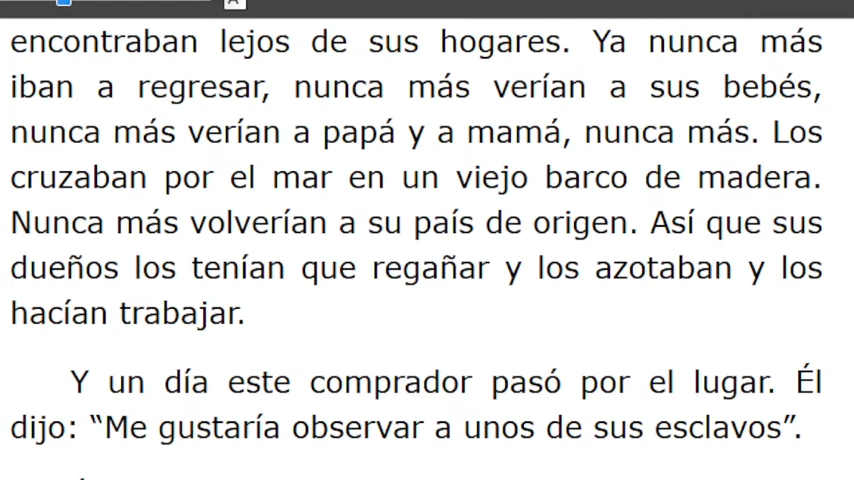 encontraban lejos de sus hogares. Ya nunca más
iban a regresar, nunca más verían a sus bebés,
nunca más verían a papá y a mamá, nunca más. Los
cruzaban por el mar en un viejo barco de madera.
Nunca más volverían a su país de origen. Así que sus
dueños los tenían que regañar y los azotaban y los
hacían trabajar.
Y un día este comprador pasó por el lugar. Él
dijo: “Me gustaría observar a unos de sus esclavos”.